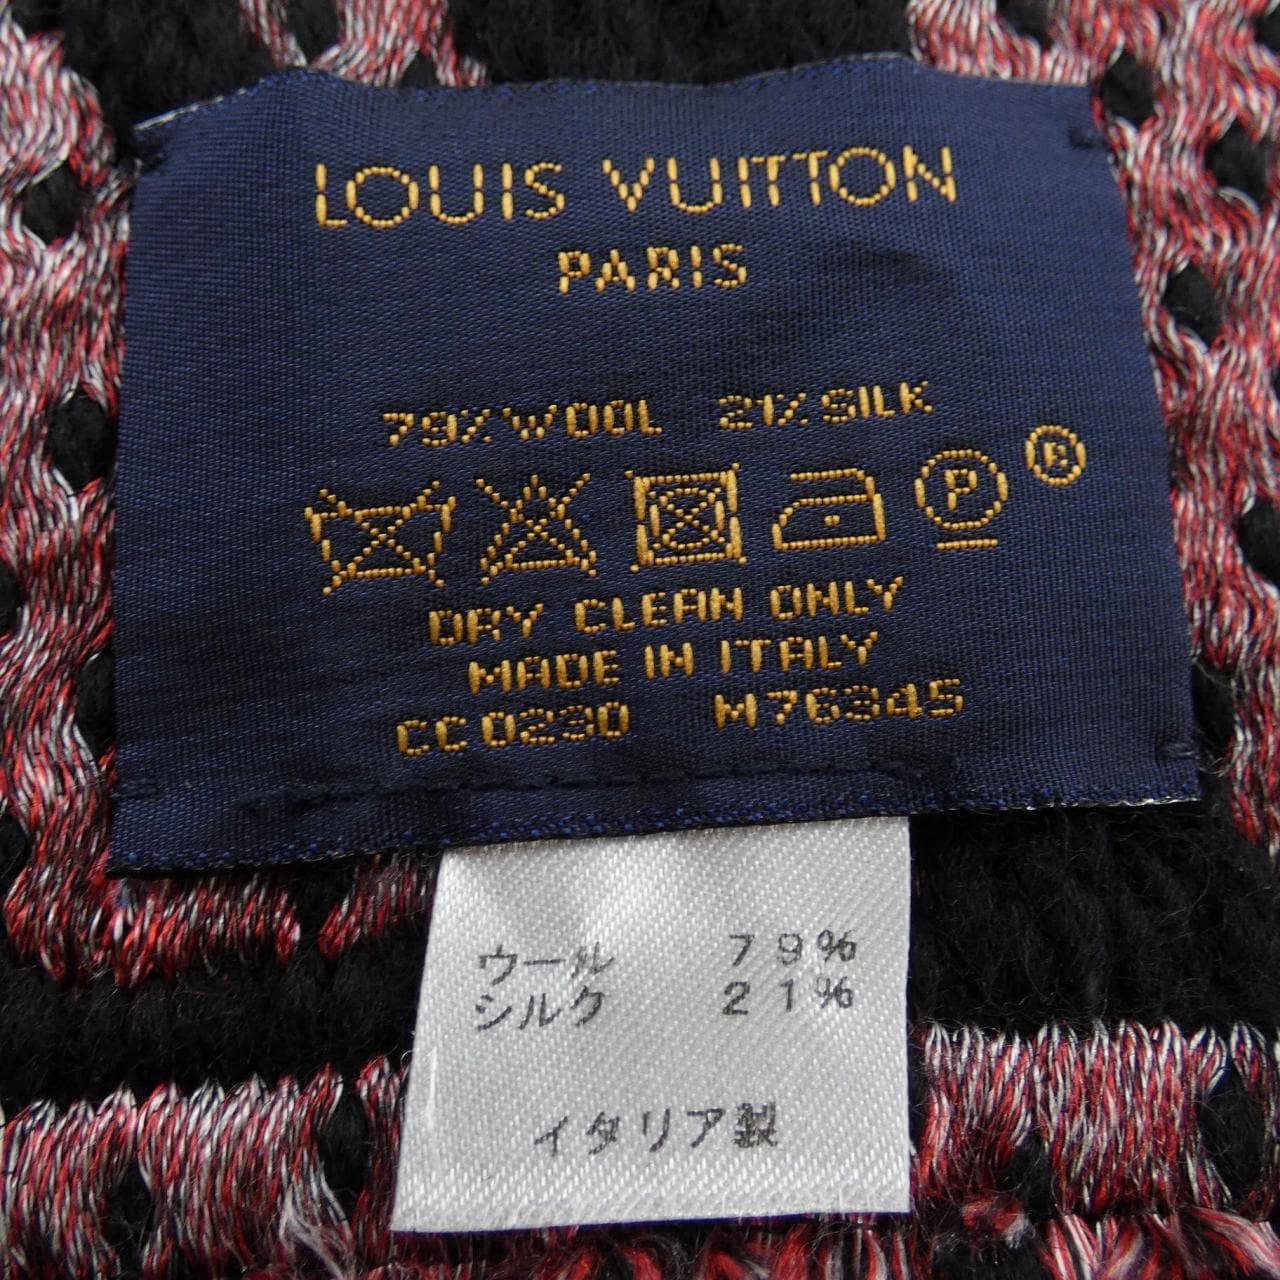 LOUIS VUITTON
PARIS
79% WOOL 21% SILK
P ®
DRY CLEAN ONLY
MADE IN ITALY
CC0230 M76345
ウール 79%
シルク 21%
イタリア製